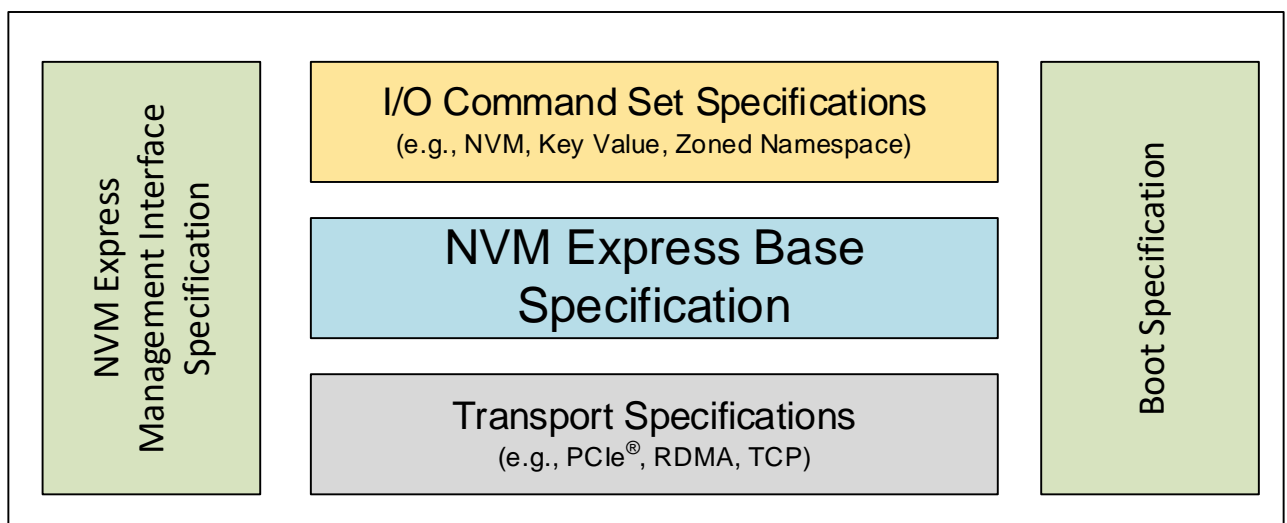 NVM Express
Management Interface
Specification
I/O Command Set Specifications
(e.g., NVM, Key Value, Zoned Namespace)
NVM Express Base
Specification
Transport Specifications
(e.g., PCIe®, RDMA, TCP)
Boot Specification